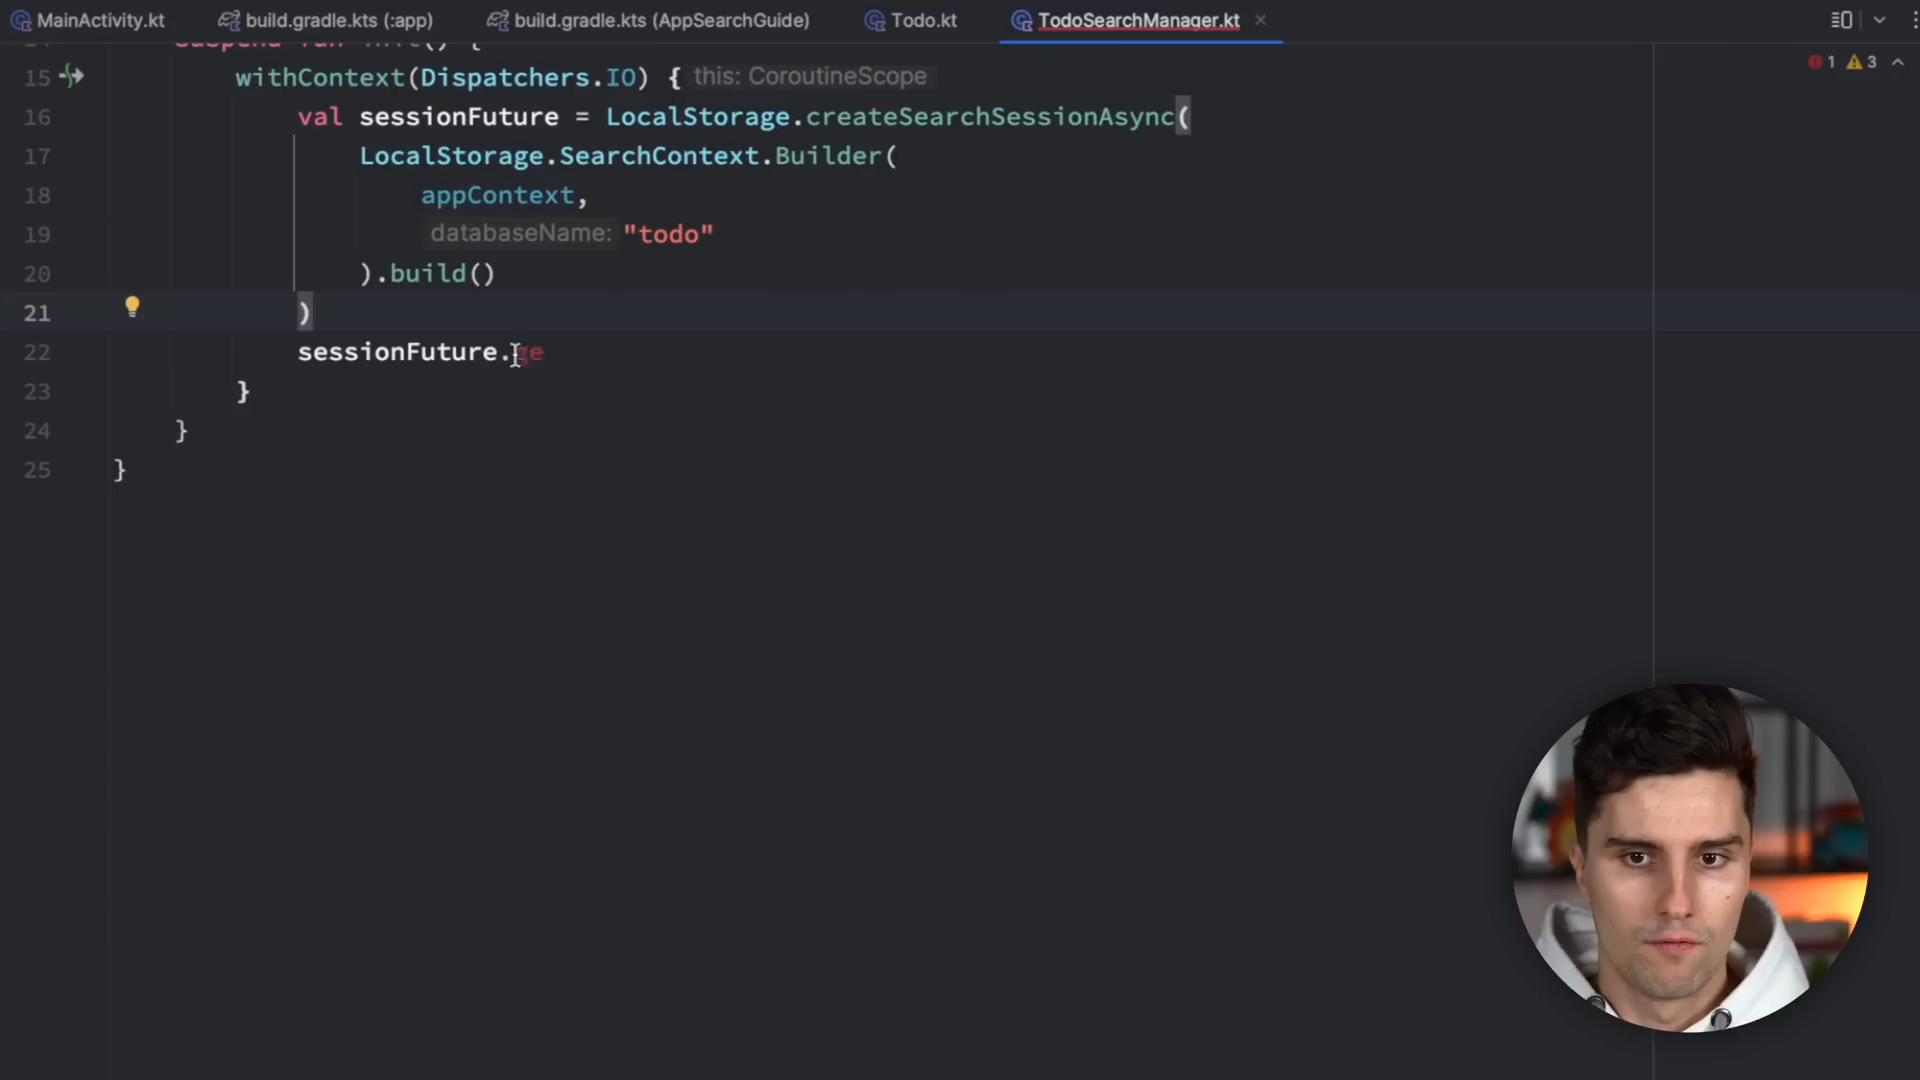 MainActivity.kt build.gradle.kts (:app) build.gradle.kts (AppSearchGuide) Todo.kt TodoSearchManager.kt
1 3
15 withContext(Dispatchers.IO) { this: CoroutineScope
16 val sessionFuture = LocalStorage.createSearchSessionAsync(
17 LocalStorage.SearchContext.Builder(
18 appContext,
19 databaseName: "todo"
20 ).build()
21 )
22 sessionFuture.ge
23 }
24 }
25 }